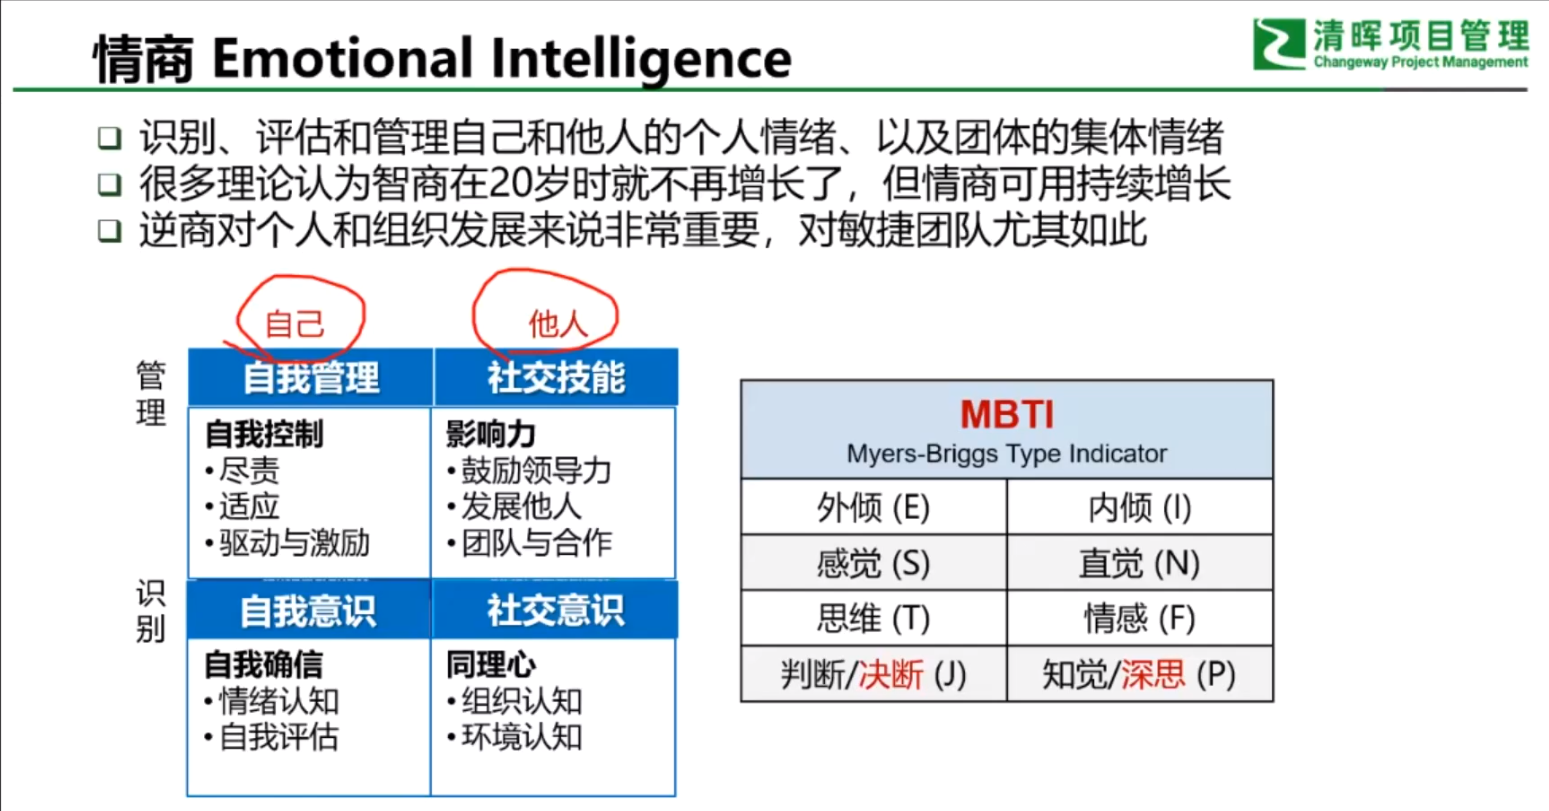 情商 Emotional Intelligence
清晖项目管理
Changeway Project Management
识别、评估和管理自己和他人的个人情绪、以及团体的集体情绪
很多理论认为智商在20岁时就不再增长了，但情商可用持续增长
逆商对个人和组织发展来说非常重要，对敏捷团队尤其如此
自己
他人
管理
自我管理
社交技能
自我控制
•尽责
•适应
•驱动与激励
影响力
•鼓励领导力
•发展他人
•团队与合作
识别
自我意识
社交意识
自我确信
•情绪认知
•自我评估
同理心
•组织认知
•环境认知
MBTI
Myers-Briggs Type Indicator
外倾 (E)
内倾 (I)
感觉 (S)
直觉 (N)
思维 (T)
情感 (F)
判断/决断 (J)
知觉/深思 (P)